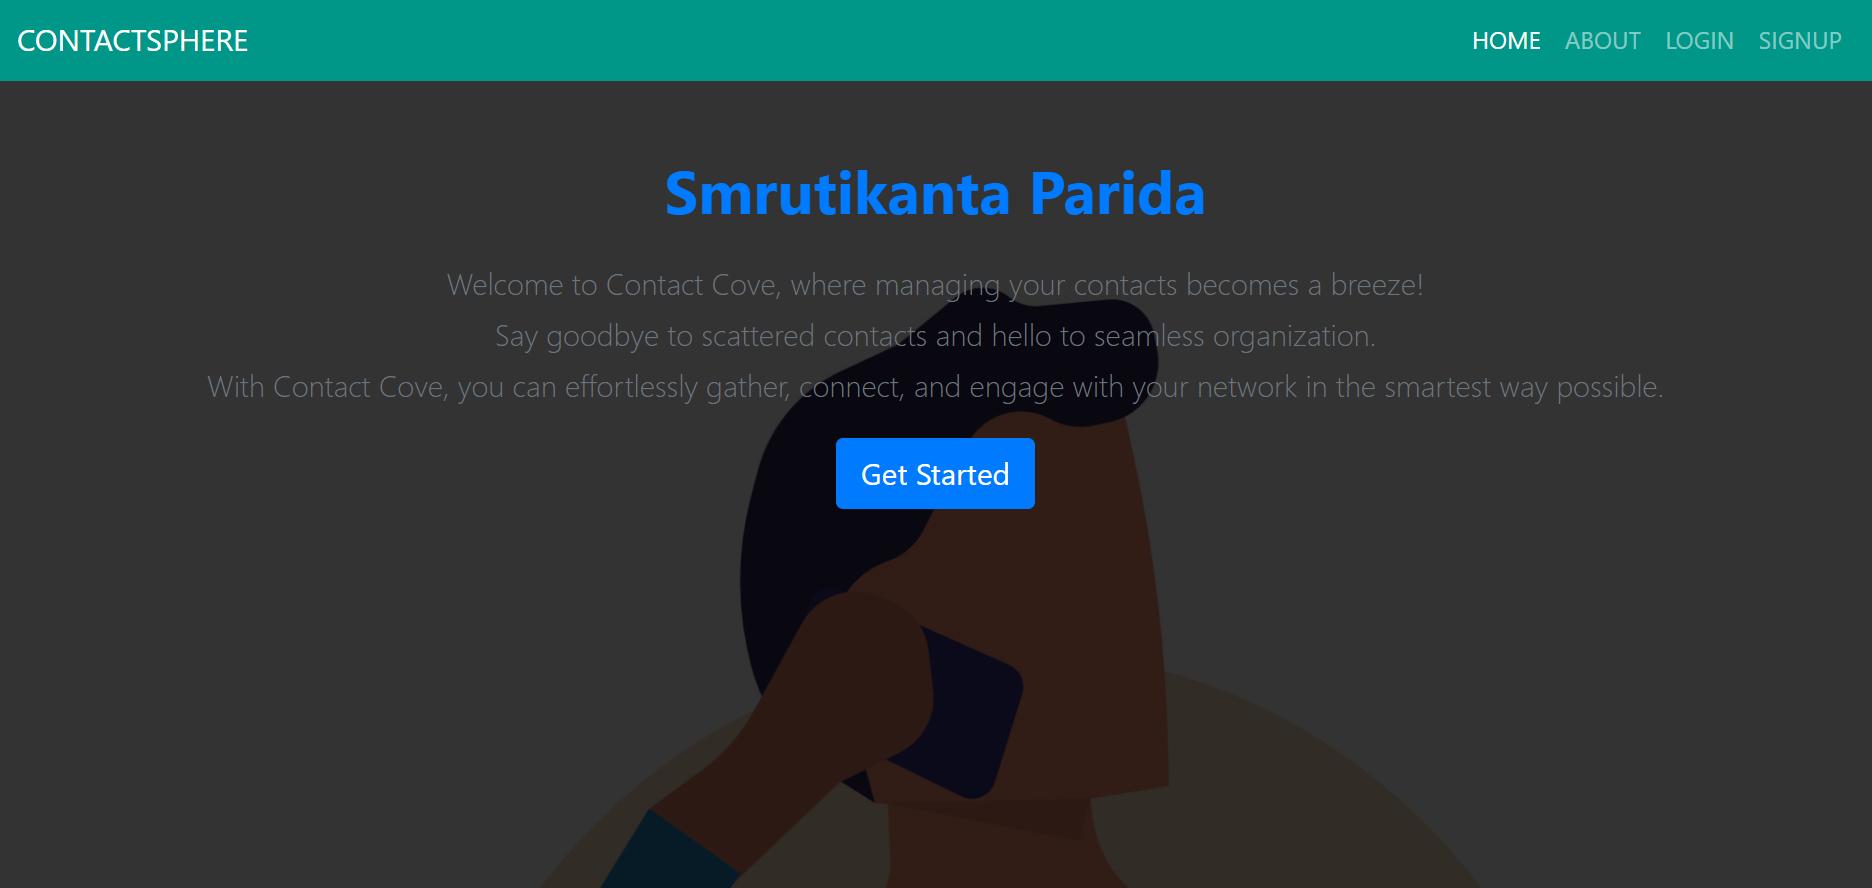 CONTACTSPHERE
HOME ABOUT LOGIN SIGNUP
Smrutikanta Parida
Welcome to Contact Cove, where managing your contacts becomes a breeze!
Say goodbye to scattered contacts and hello to seamless organization.
With Contact Cove, you can effortlessly gather, connect, and engage with your network in the smartest way possible.
Get Started